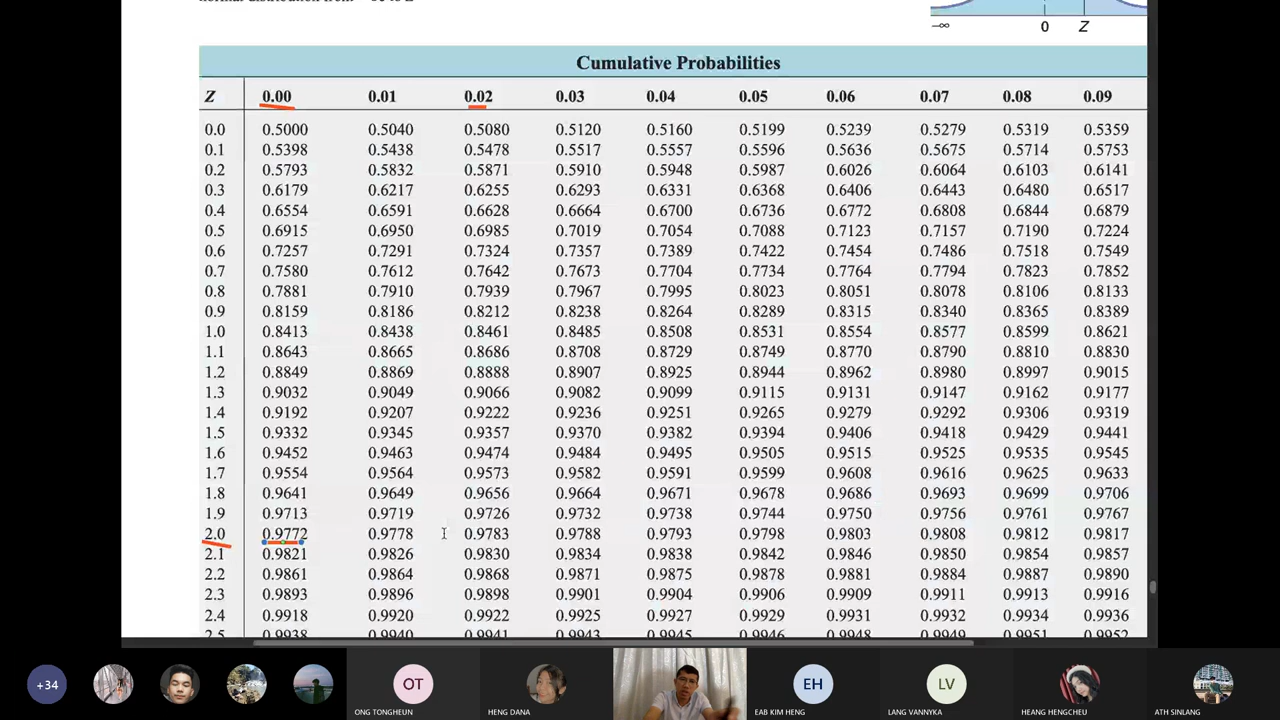 −∞ 0 Z
Cumulative Probabilities
Z 0.00 0.01 0.02 0.03 0.04 0.05 0.06 0.07 0.08 0.09
0.0 0.5000 0.5040 0.5080 0.5120 0.5160 0.5199 0.5239 0.5279 0.5319 0.5359
0.1 0.5398 0.5438 0.5478 0.5517 0.5557 0.5596 0.5636 0.5675 0.5714 0.5753
0.2 0.5793 0.5832 0.5871 0.5910 0.5948 0.5987 0.6026 0.6064 0.6103 0.6141
0.3 0.6179 0.6217 0.6255 0.6293 0.6331 0.6368 0.6406 0.6443 0.6480 0.6517
0.4 0.6554 0.6591 0.6628 0.6664 0.6700 0.6736 0.6772 0.6808 0.6844 0.6879
0.5 0.6915 0.6950 0.6985 0.7019 0.7054 0.7088 0.7123 0.7157 0.7190 0.7224
0.6 0.7257 0.7291 0.7324 0.7357 0.7389 0.7422 0.7454 0.7486 0.7518 0.7549
0.7 0.7580 0.7612 0.7642 0.7673 0.7704 0.7734 0.7764 0.7794 0.7823 0.7852
0.8 0.7881 0.7910 0.7939 0.7967 0.7995 0.8023 0.8051 0.8078 0.8106 0.8133
0.9 0.8159 0.8186 0.8212 0.8238 0.8264 0.8289 0.8315 0.8340 0.8365 0.8389
1.0 0.8413 0.8438 0.8461 0.8485 0.8508 0.8531 0.8554 0.8577 0.8599 0.8621
1.1 0.8643 0.8665 0.8686 0.8708 0.8729 0.8749 0.8770 0.8790 0.8810 0.8830
1.2 0.8849 0.8869 0.8888 0.8907 0.8925 0.8944 0.8962 0.8980 0.8997 0.9015
1.3 0.9032 0.9049 0.9066 0.9082 0.9099 0.9115 0.9131 0.9147 0.9162 0.9177
1.4 0.9192 0.9207 0.9222 0.9236 0.9251 0.9265 0.9279 0.9292 0.9306 0.9319
1.5 0.9332 0.9345 0.9357 0.9370 0.9382 0.9394 0.9406 0.9418 0.9429 0.9441
1.6 0.9452 0.9463 0.9474 0.9484 0.9495 0.9505 0.9515 0.9525 0.9535 0.9545
1.7 0.9554 0.9564 0.9573 0.9582 0.9591 0.9599 0.9608 0.9616 0.9625 0.9633
1.8 0.9641 0.9649 0.9656 0.9664 0.9671 0.9678 0.9686 0.9693 0.9699 0.9706
1.9 0.9713 0.9719 0.9726 0.9732 0.9738 0.9744 0.9750 0.9756 0.9761 0.9767
2.0 0.9772 0.9778 0.9783 0.9788 0.9793 0.9798 0.9803 0.9808 0.9812 0.9817
2.1 0.9821 0.9826 0.9830 0.9834 0.9838 0.9842 0.9846 0.9850 0.9854 0.9857
2.2 0.9861 0.9864 0.9868 0.9871 0.9875 0.9878 0.9881 0.9884 0.9887 0.9890
2.3 0.9893 0.9896 0.9898 0.9901 0.9904 0.9906 0.9909 0.9911 0.9913 0.9916
2.4 0.9918 0.9920 0.9922 0.9925 0.9927 0.9929 0.9931 0.9932 0.9934 0.9936
2.5 0.9938 0.9940 0.9941 0.9943 0.9945 0.9946 0.9948 0.9949 0.9951 0.9952
+34 OT EH LV
ONG TONGHEUN HENG DANA EAB KIM HENG LANG VANNYKA HEANG HENGCHEU ATH SINLANG